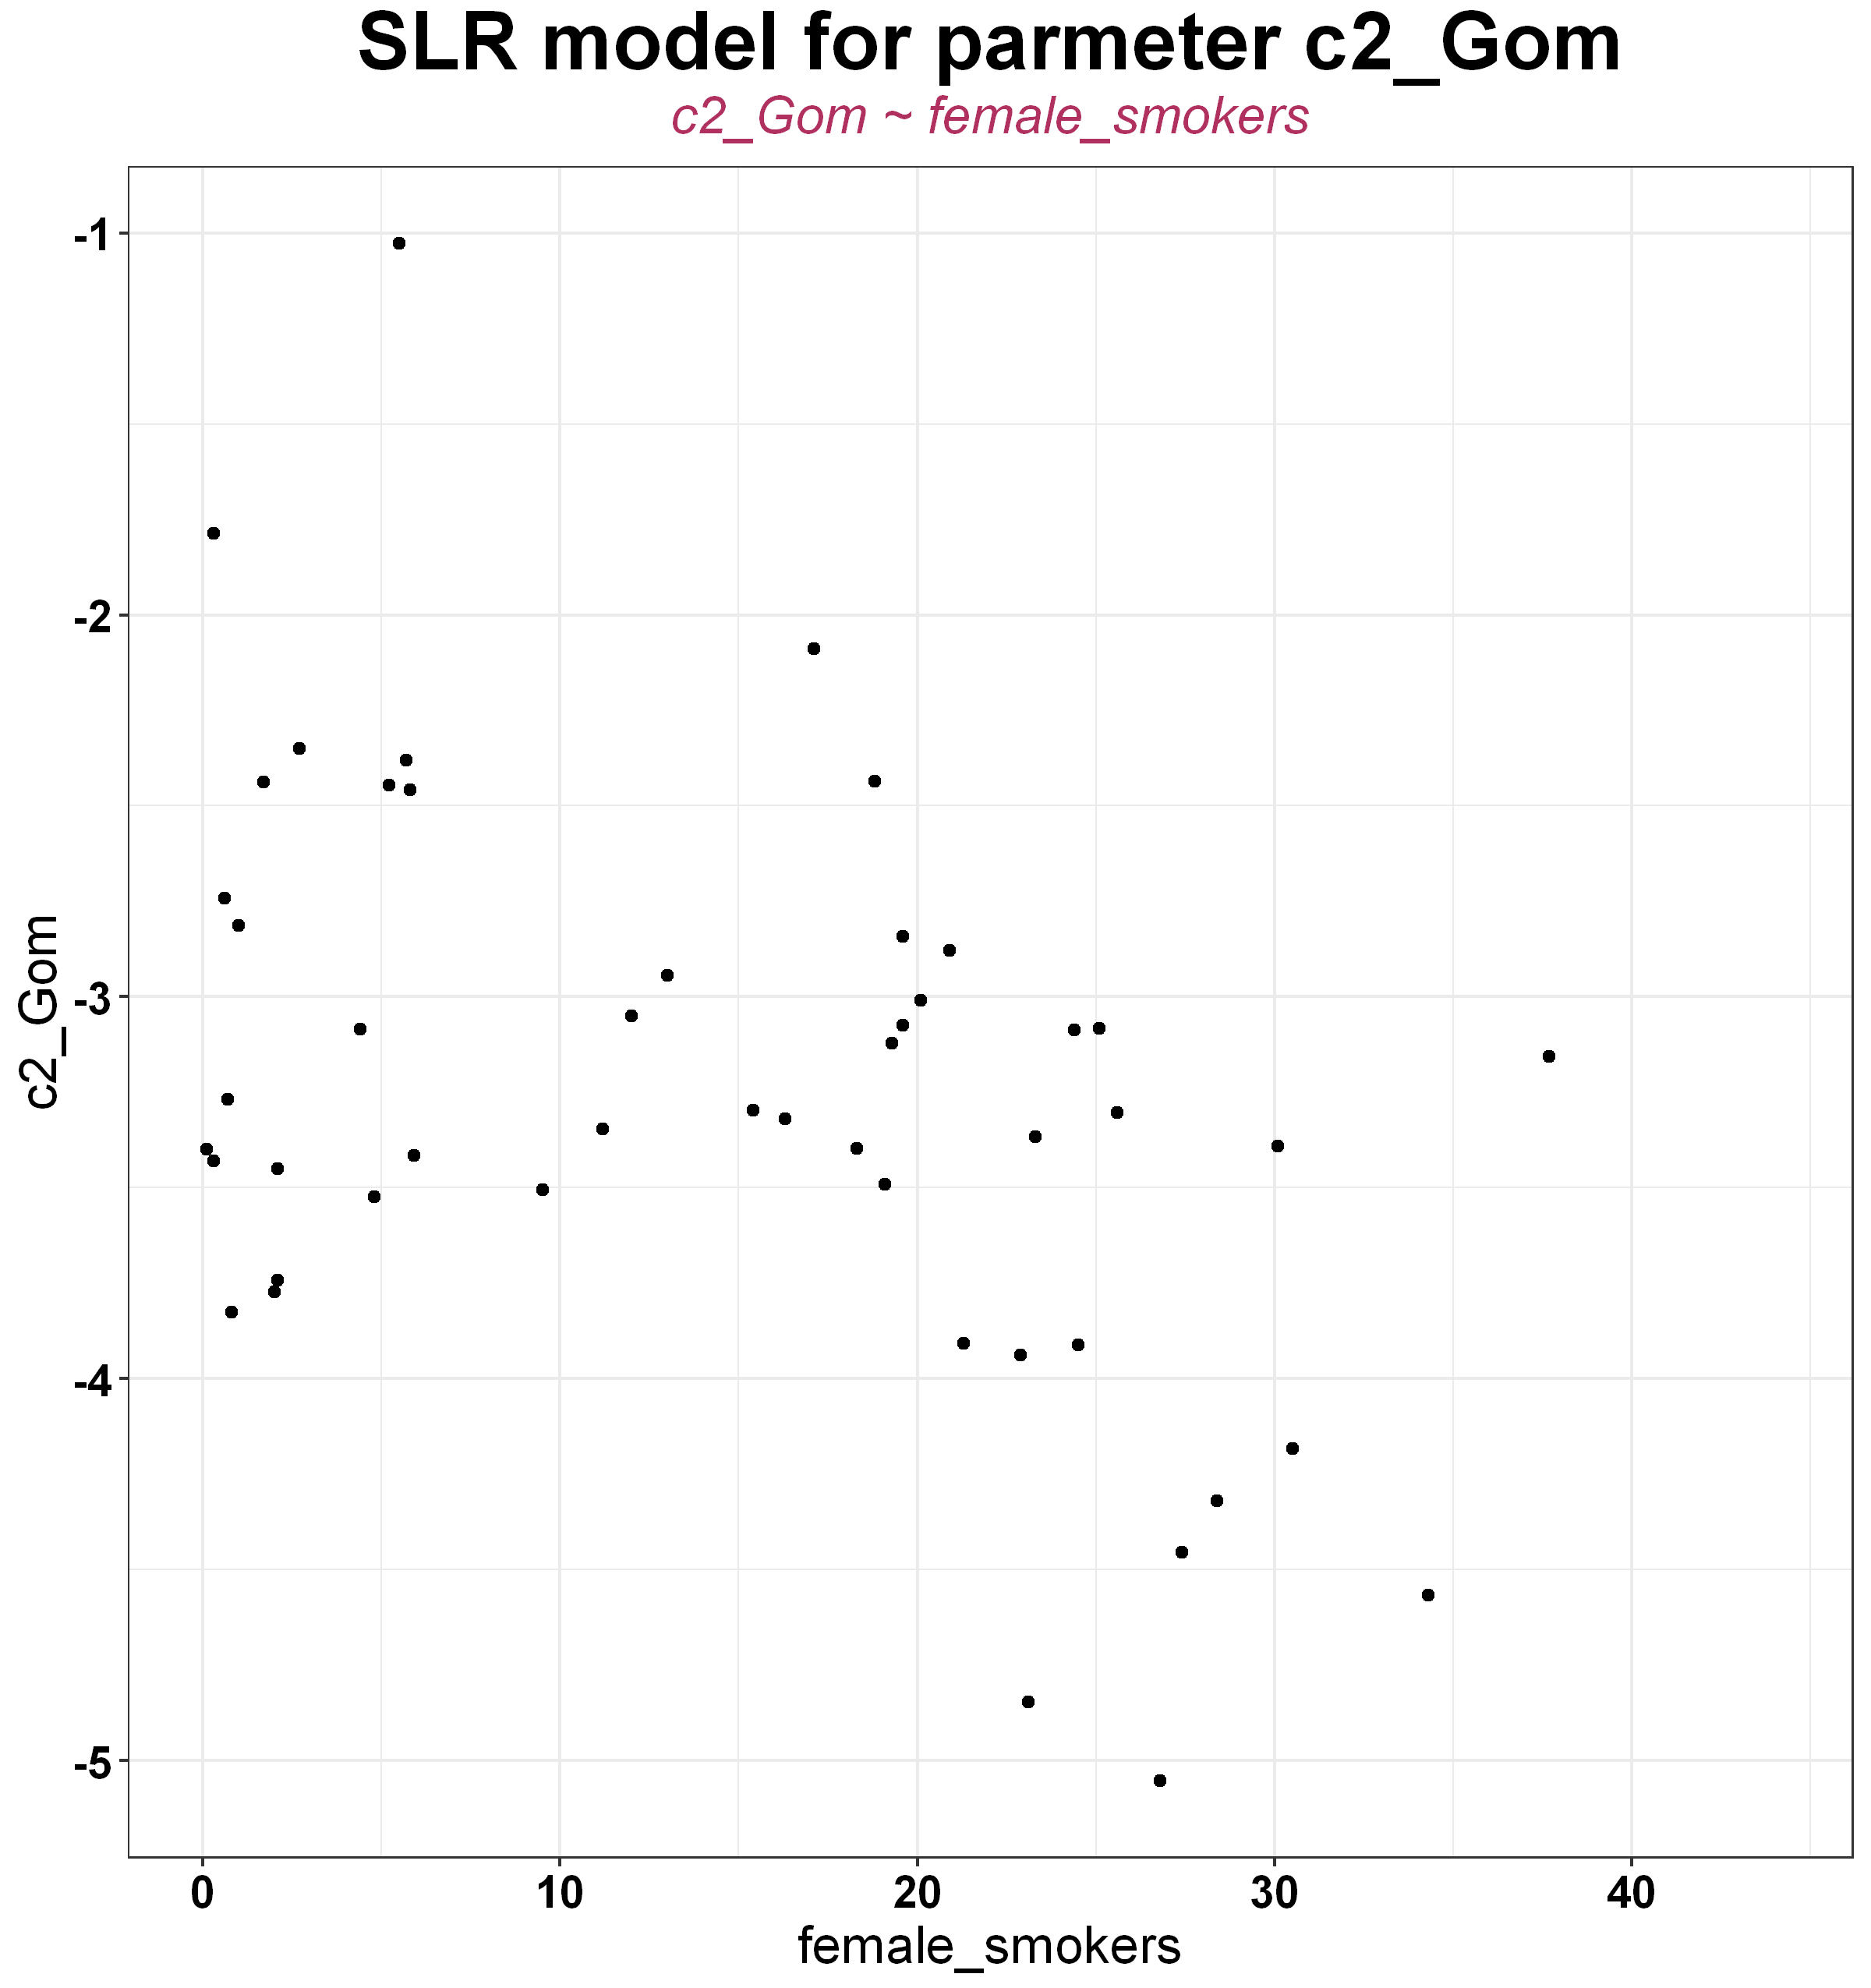 SLR model for parmeter c2_Gom
c2_Gom ~ female_smokers
-1
-2
-3
-4
-5
c2_Gom
0 10 20 30 40
female_smokers